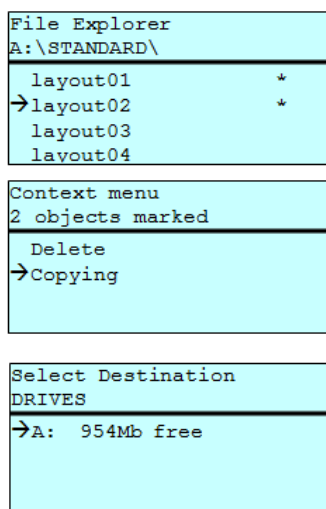 File Explorer
A:\STANDARD\
layout01 *
→layout02 *
layout03
layout04
Context menu
2 objects marked
Delete
→Copying
Select Destination
DRIVES
→A: 954Mb free